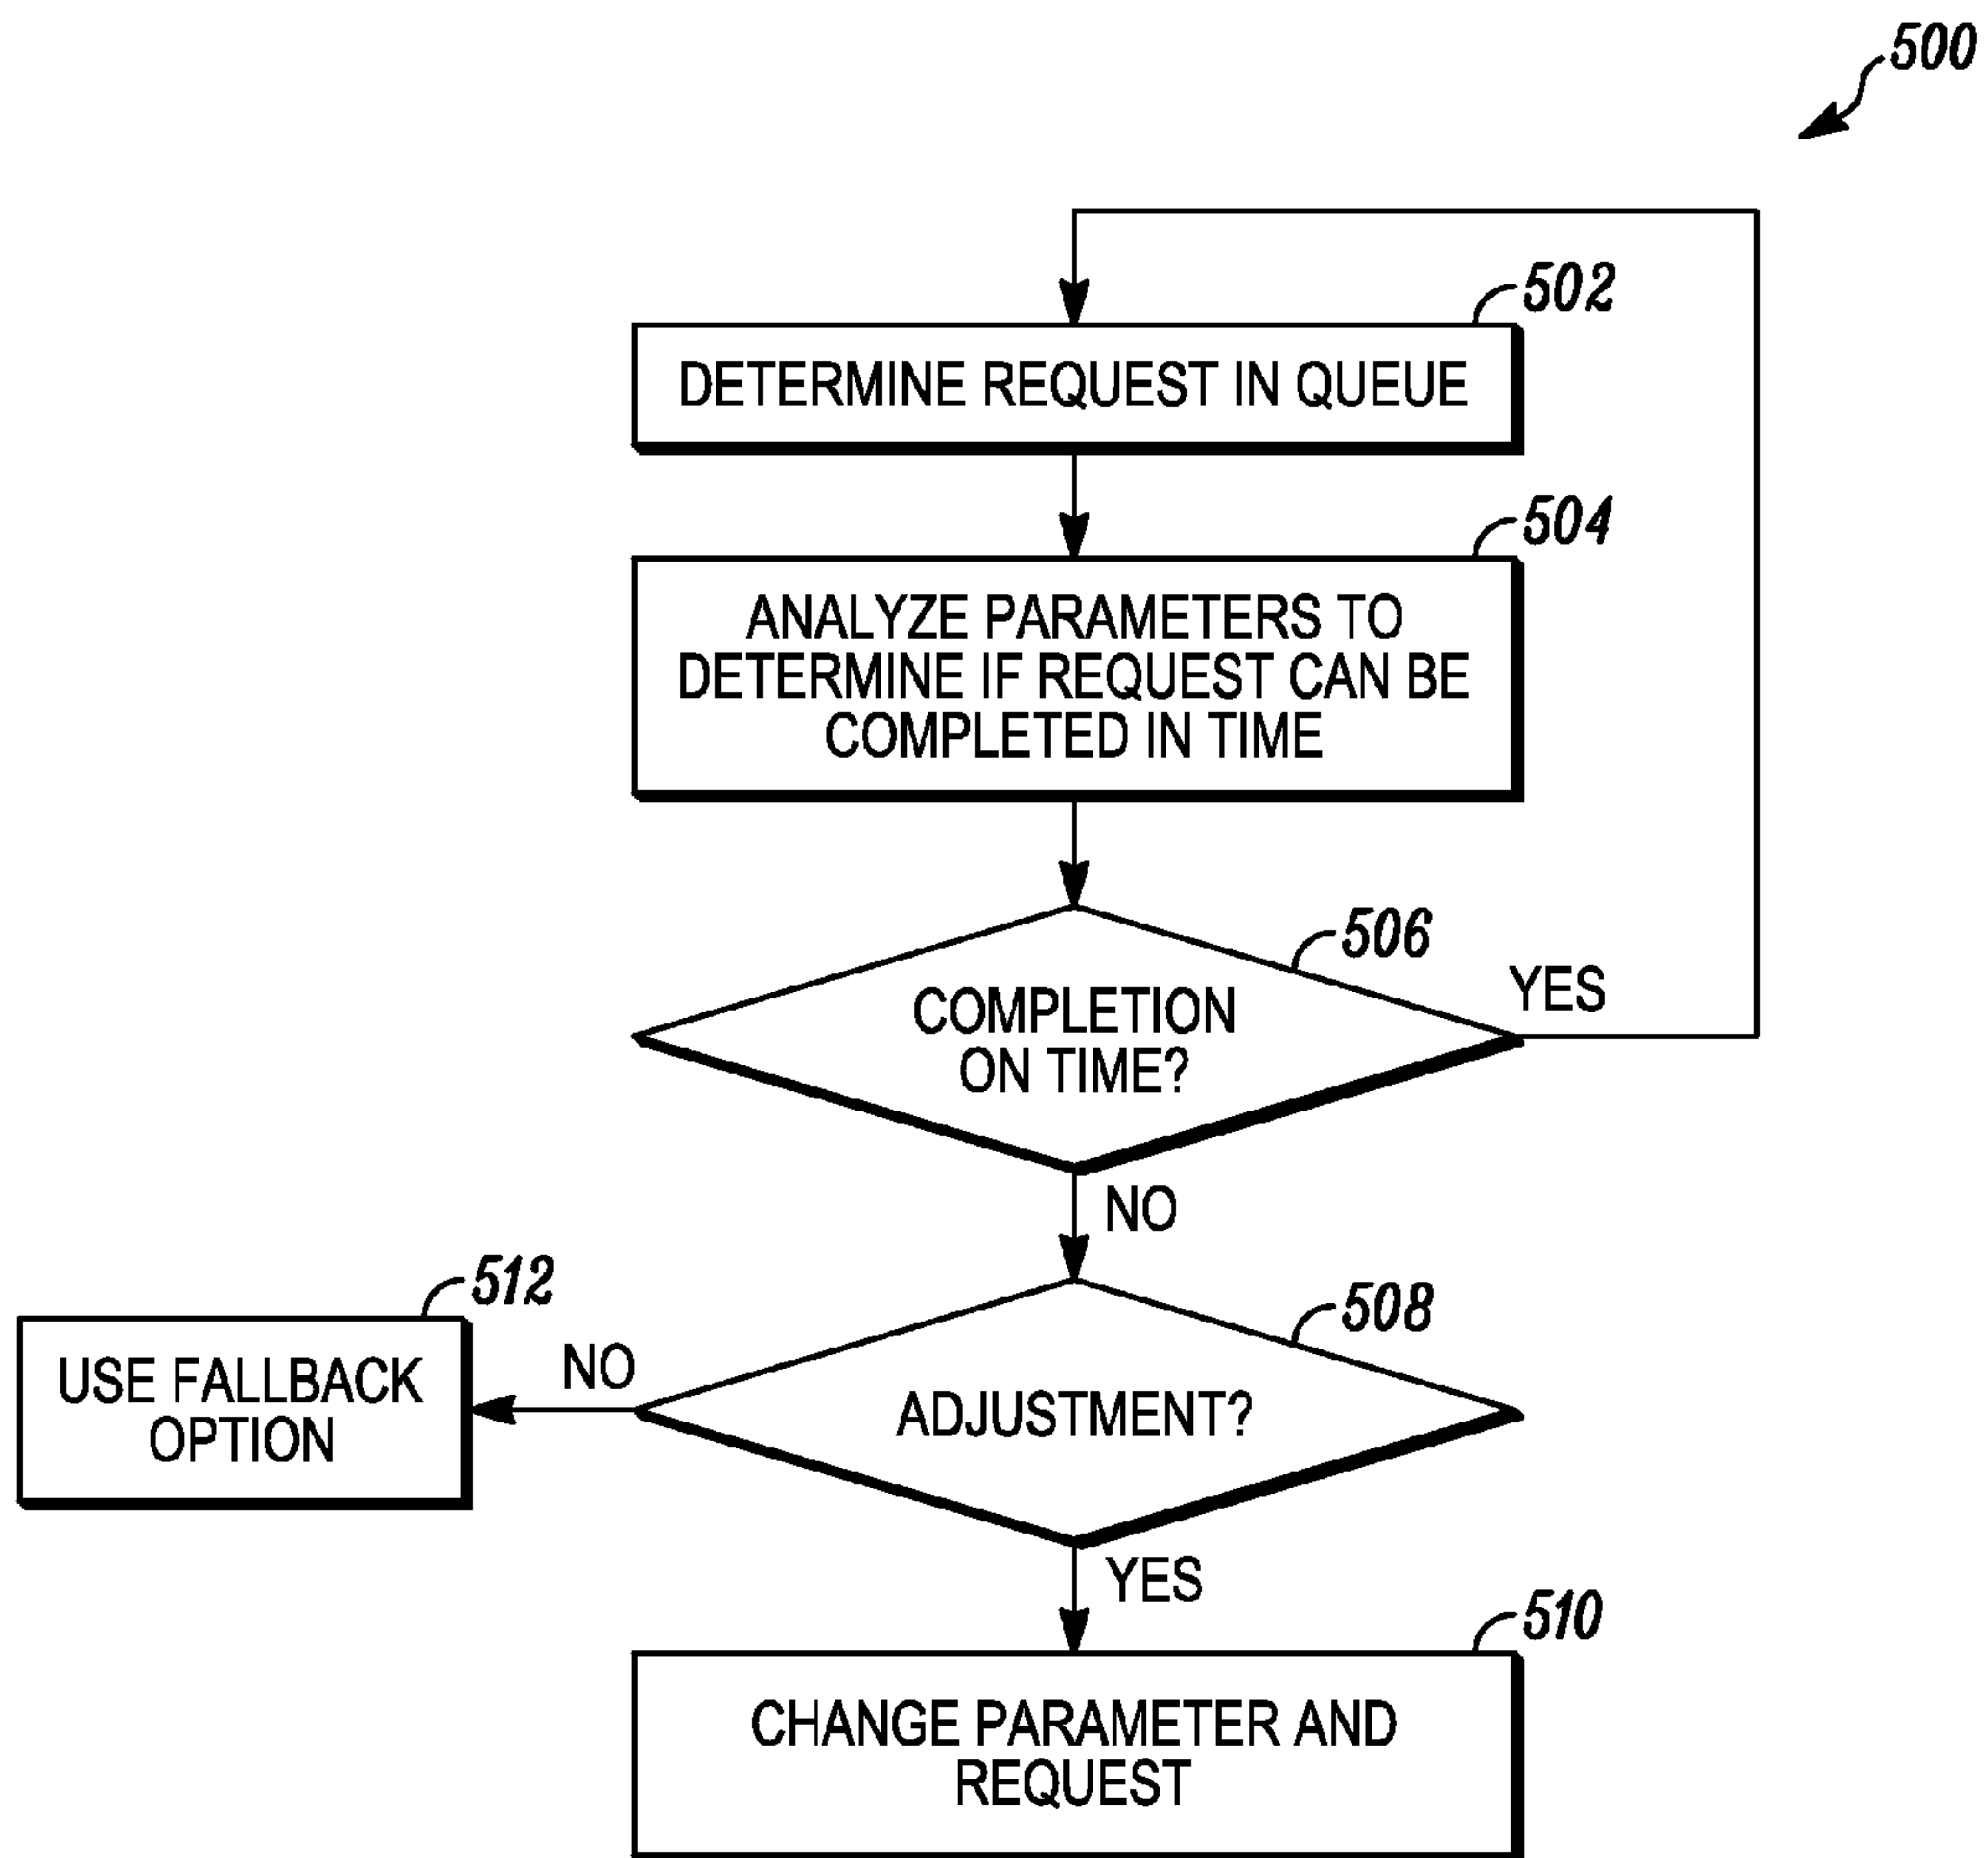 500
502
DETERMINE REQUEST IN QUEUE
504
ANALYZE PARAMETERS TO
DETERMINE IF REQUEST CAN BE
COMPLETED IN TIME
506
YES
COMPLETION
ON TIME?
NO
512
508
USE FALLBACK
OPTION
NO
ADJUSTMENT?
YES
510
CHANGE PARAMETER AND
REQUEST